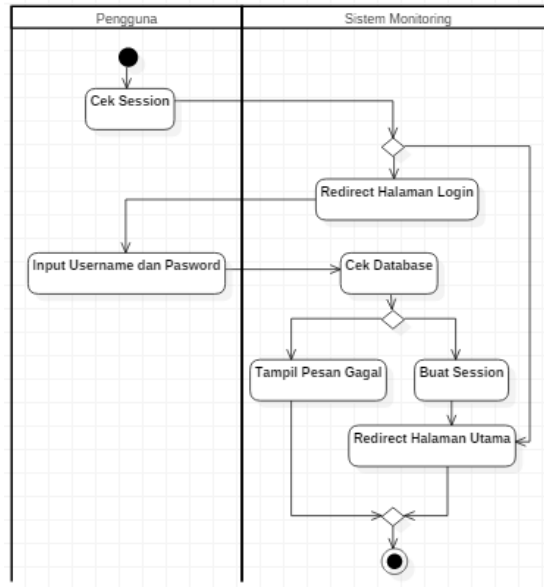 Pengguna
Sistem Monitoring
Cek Session
Redirect Halaman Login
Input Username dan Pasword
Cek Database
Tampil Pesan Gagal
Buat Session
Redirect Halaman Utama